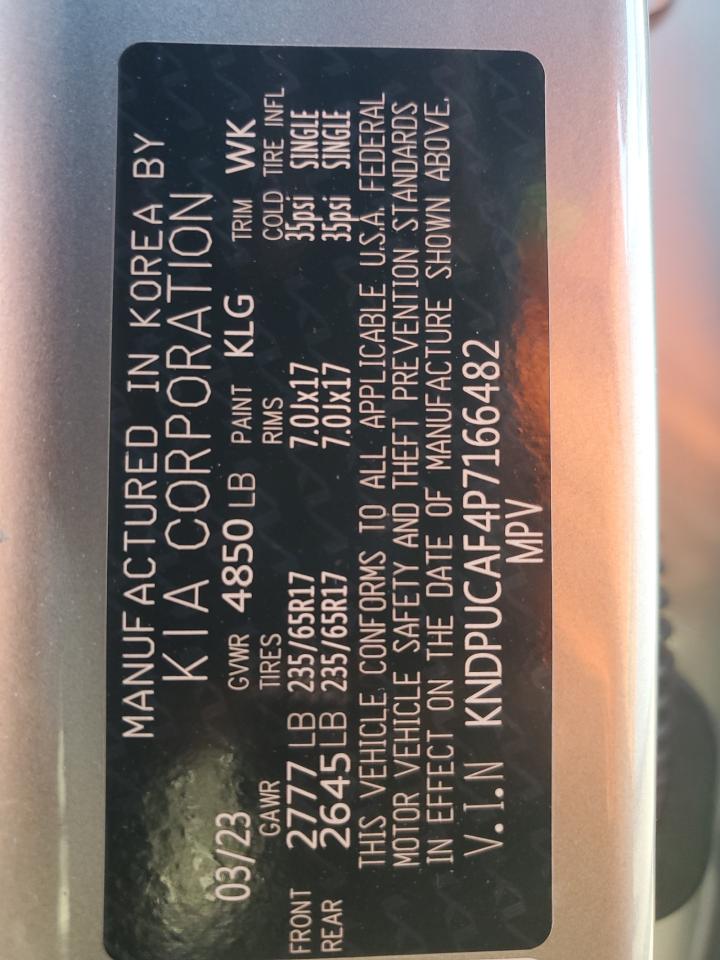 MANUFACTURED IN KOREA BY
KIA CORPORATION
03/23 GVWR 4850 LB PAINT KLG TRIM WK
GAWR TIRES RIMS COLD TIRE INFL
FRONT 2777 LB 235/65R17 7.0Jx17 35psi SINGLE
REAR 2645 LB 235/65R17 7.0Jx17 35psi SINGLE
THIS VEHICLE CONFORMS TO ALL APPLICABLE U.S.A. FEDERAL
MOTOR VEHICLE SAFETY AND THEFT PREVENTION STANDARDS
IN EFFECT ON THE DATE OF MANUFACTURE SHOWN ABOVE.
V.I.N KNDPUCAF4P7166482
MPV